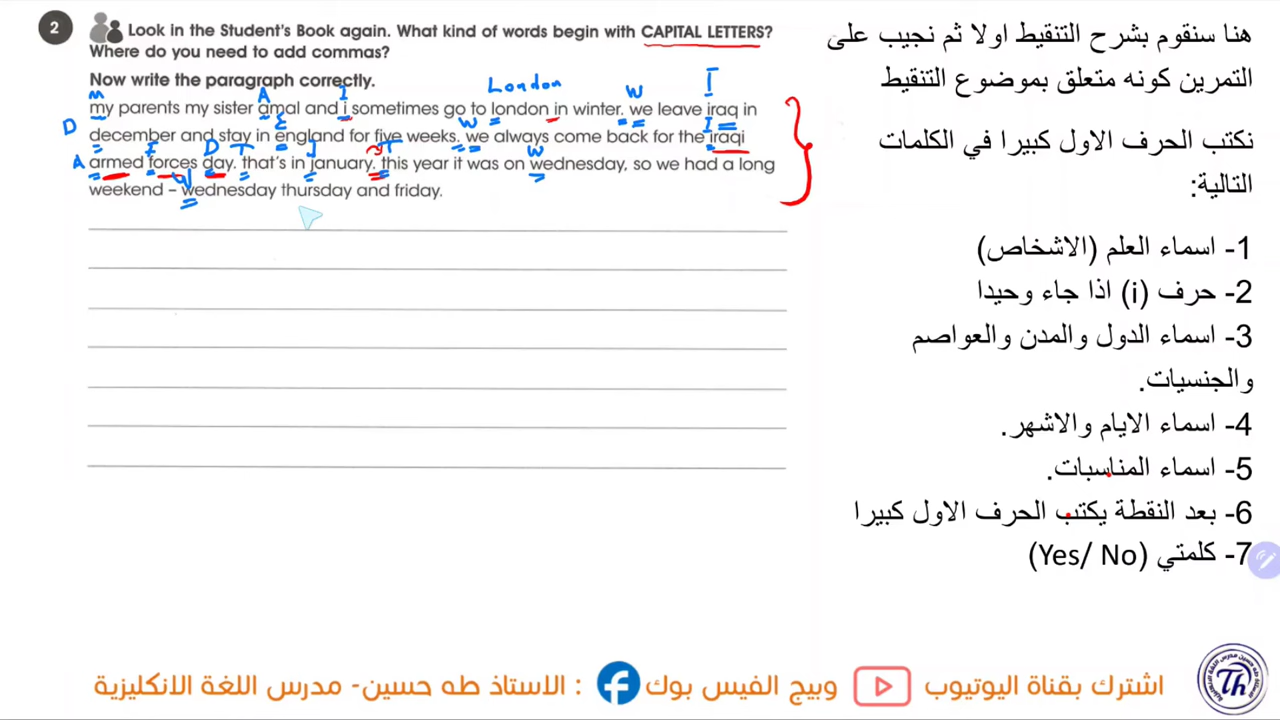 2 Look in the Student's Book again. What kind of words begin with CAPITAL LETTERS?
Where do you need to add commas?
Now write the paragraph correctly.
London I
m A I W
my parents my sister amal and i sometimes go to london in winter. we leave iraq in
D E W I
december and stay in england for five weeks. we always come back for the iraqi
A F D T J T W
armed forces day. that's in january. this year it was on wednesday, so we had a long
W
weekend – wednesday thursday and friday.
هنا سنقوم بشرح التنقيط اولا ثم نجيب على
التمرين كونه متعلق بموضوع التنقيط
نكتب الحرف الاول كبيرا في الكلمات
التالية:
1- اسماء العلم (الاشخاص)
2- حرف (i) اذا جاء وحيدا
3- اسماء الدول والمدن والعواصم
والجنسيات.
4- اسماء الايام والاشهر.
5- اسماء المناسبات.
6- بعد النقطة يكتب الحرف الاول كبيرا
7- كلمتي (Yes/ No)
اشترك بقناة اليوتيوب وبيج الفيس بوك : الاستاذ طه حسين- مدرس اللغة الانكليزية
Th